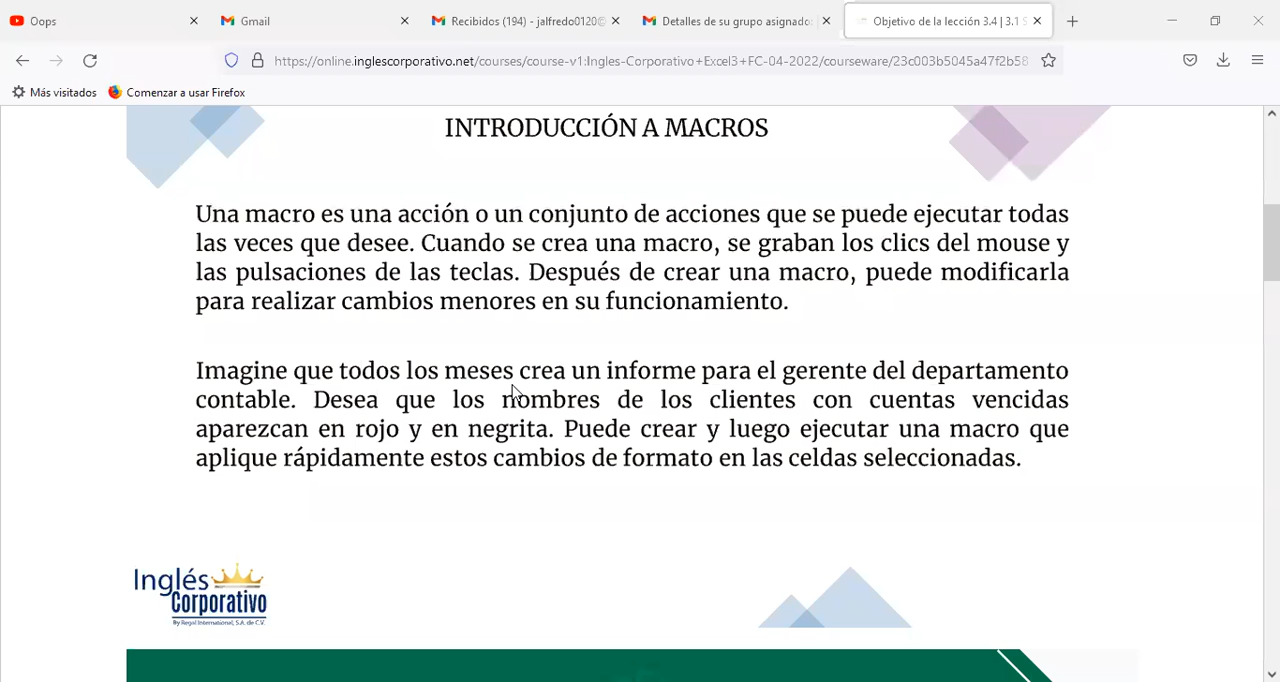 Oops
Gmail
Recibidos (194) - jalfredo0120@
Detalles de su grupo asignado:
Objetivo de la lección 3.4 | 3.1 S
https://online.inglescorporativo.net/courses/course-v1:Ingles-Corporativo+Excel3+FC-04-2022/courseware/23c003b5045a47f2b58
Más visitados
Comenzar a usar Firefox
INTRODUCCIÓN A MACROS
Una macro es una acción o un conjunto de acciones que se puede ejecutar todas
las veces que desee. Cuando se crea una macro, se graban los clics del mouse y
las pulsaciones de las teclas. Después de crear una macro, puede modificarla
para realizar cambios menores en su funcionamiento.
Imagine que todos los meses crea un informe para el gerente del departamento
contable. Desea que los nombres de los clientes con cuentas vencidas
aparezcan en rojo y en negrita. Puede crear y luego ejecutar una macro que
aplique rápidamente estos cambios de formato en las celdas seleccionadas.
Inglés
Corporativo
By Regal International, S.A. de C.V.